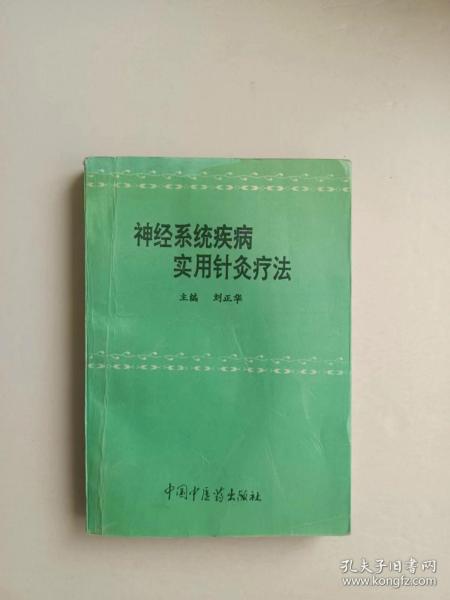 神经系统疾病
实用针灸疗法
主编 刘正华
中国中医药出版社
孔夫子旧书网
www.kongfz.com